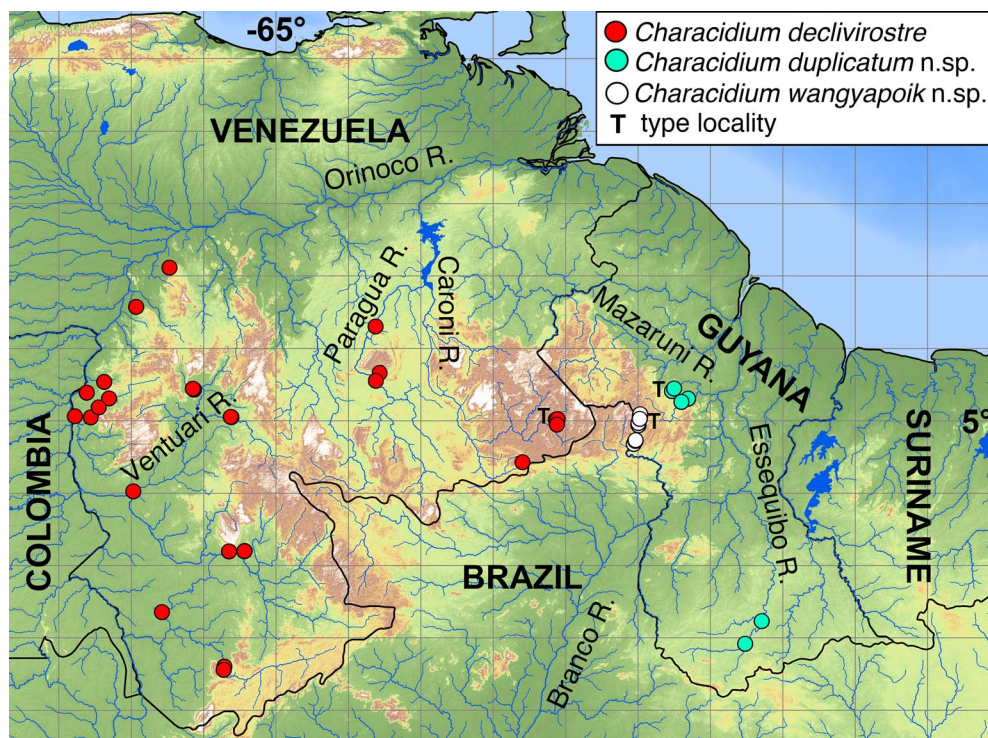 -65°
Characidium declivirostre
Characidium duplicatum n.sp.
Characidium wangyapoik n.sp.
T type locality
VENEZUELA
Orinoco R.
Paragua R.
Caroni R.
Mazaruni R.
GUYANA
T
T
T
5°
Ventuari R.
COLOMBIA
Essequibo R.
SURINAME
BRAZIL
Branco R.